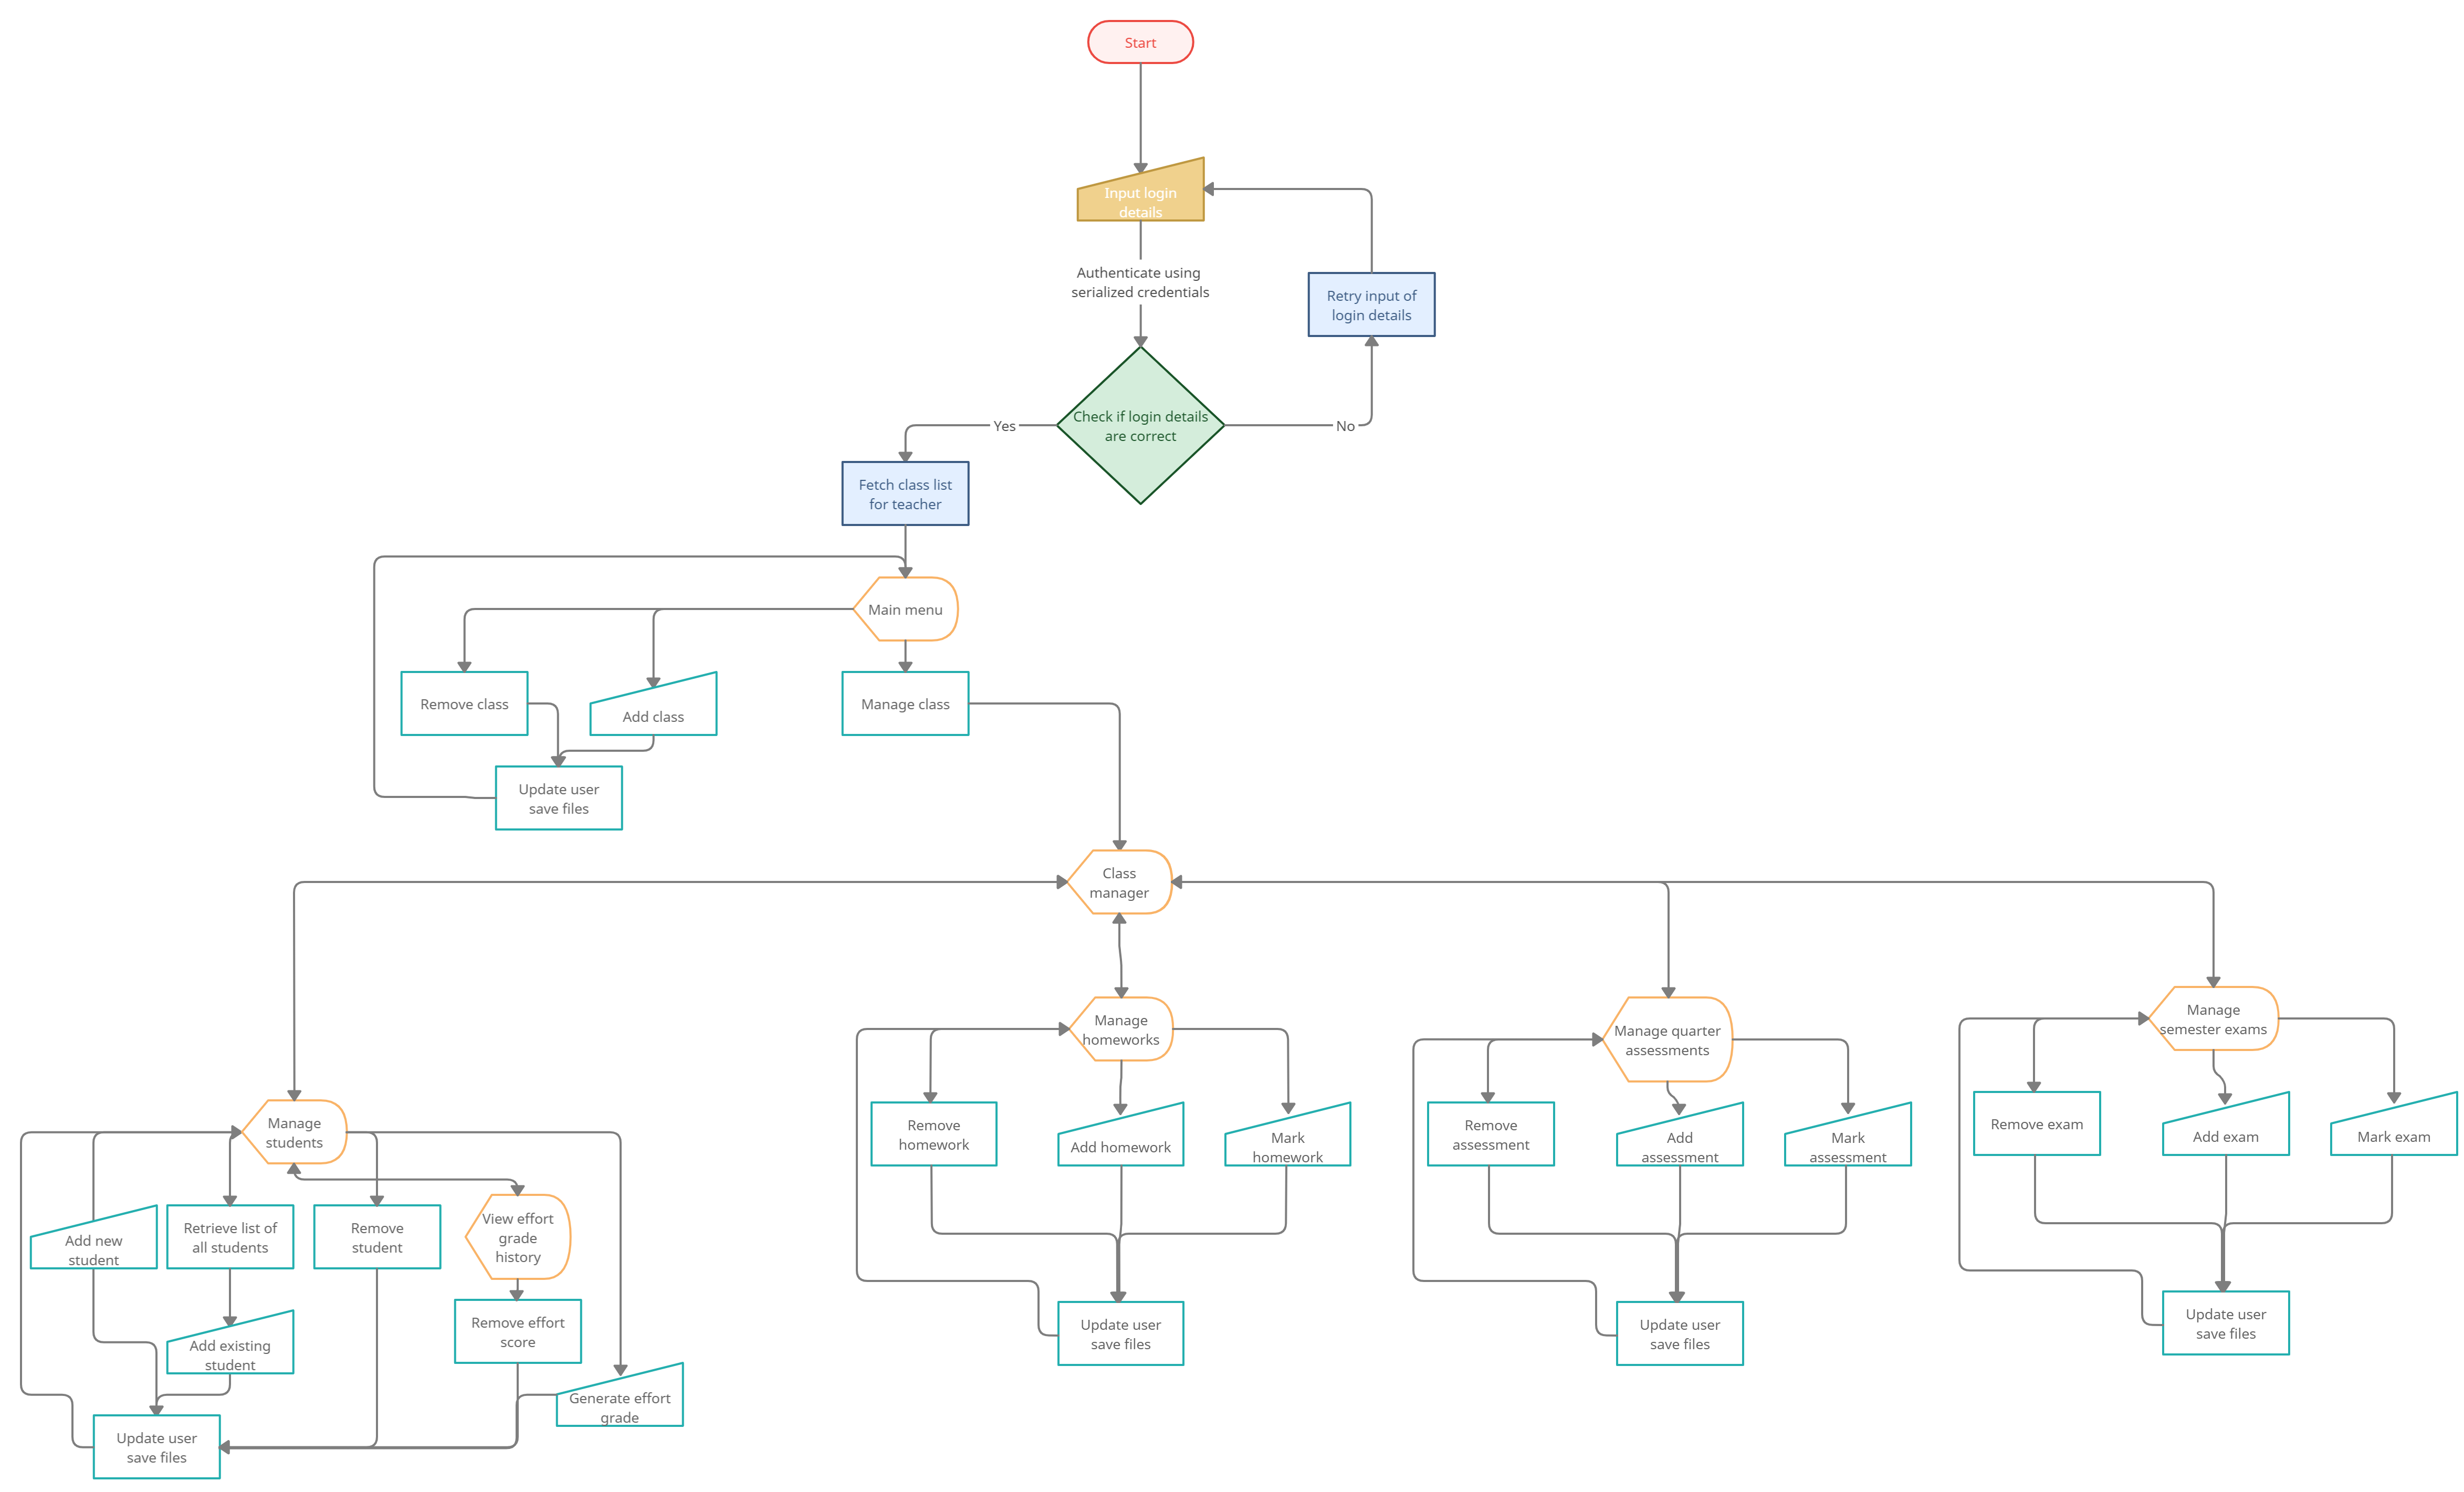 Start
Input login
details
Authenticate using
serialized credentials
Retry input of
login details
Check if login details
are correct
Yes
No
Fetch class list
for teacher
Main menu
Remove class
Add class
Manage class
Update user
save files
Class
manager
Manage
students
Manage
homeworks
Manage quarter
assessments
Manage
semester exams
Add new
student
Retrieve list of
all students
Remove
student
View effort
grade
history
Add existing
student
Remove effort
score
Generate effort
grade
Update user
save files
Remove
homework
Add homework
Mark
homework
Update user
save files
Remove
assessment
Add
assessment
Mark
assessment
Update user
save files
Remove exam
Add exam
Mark exam
Update user
save files